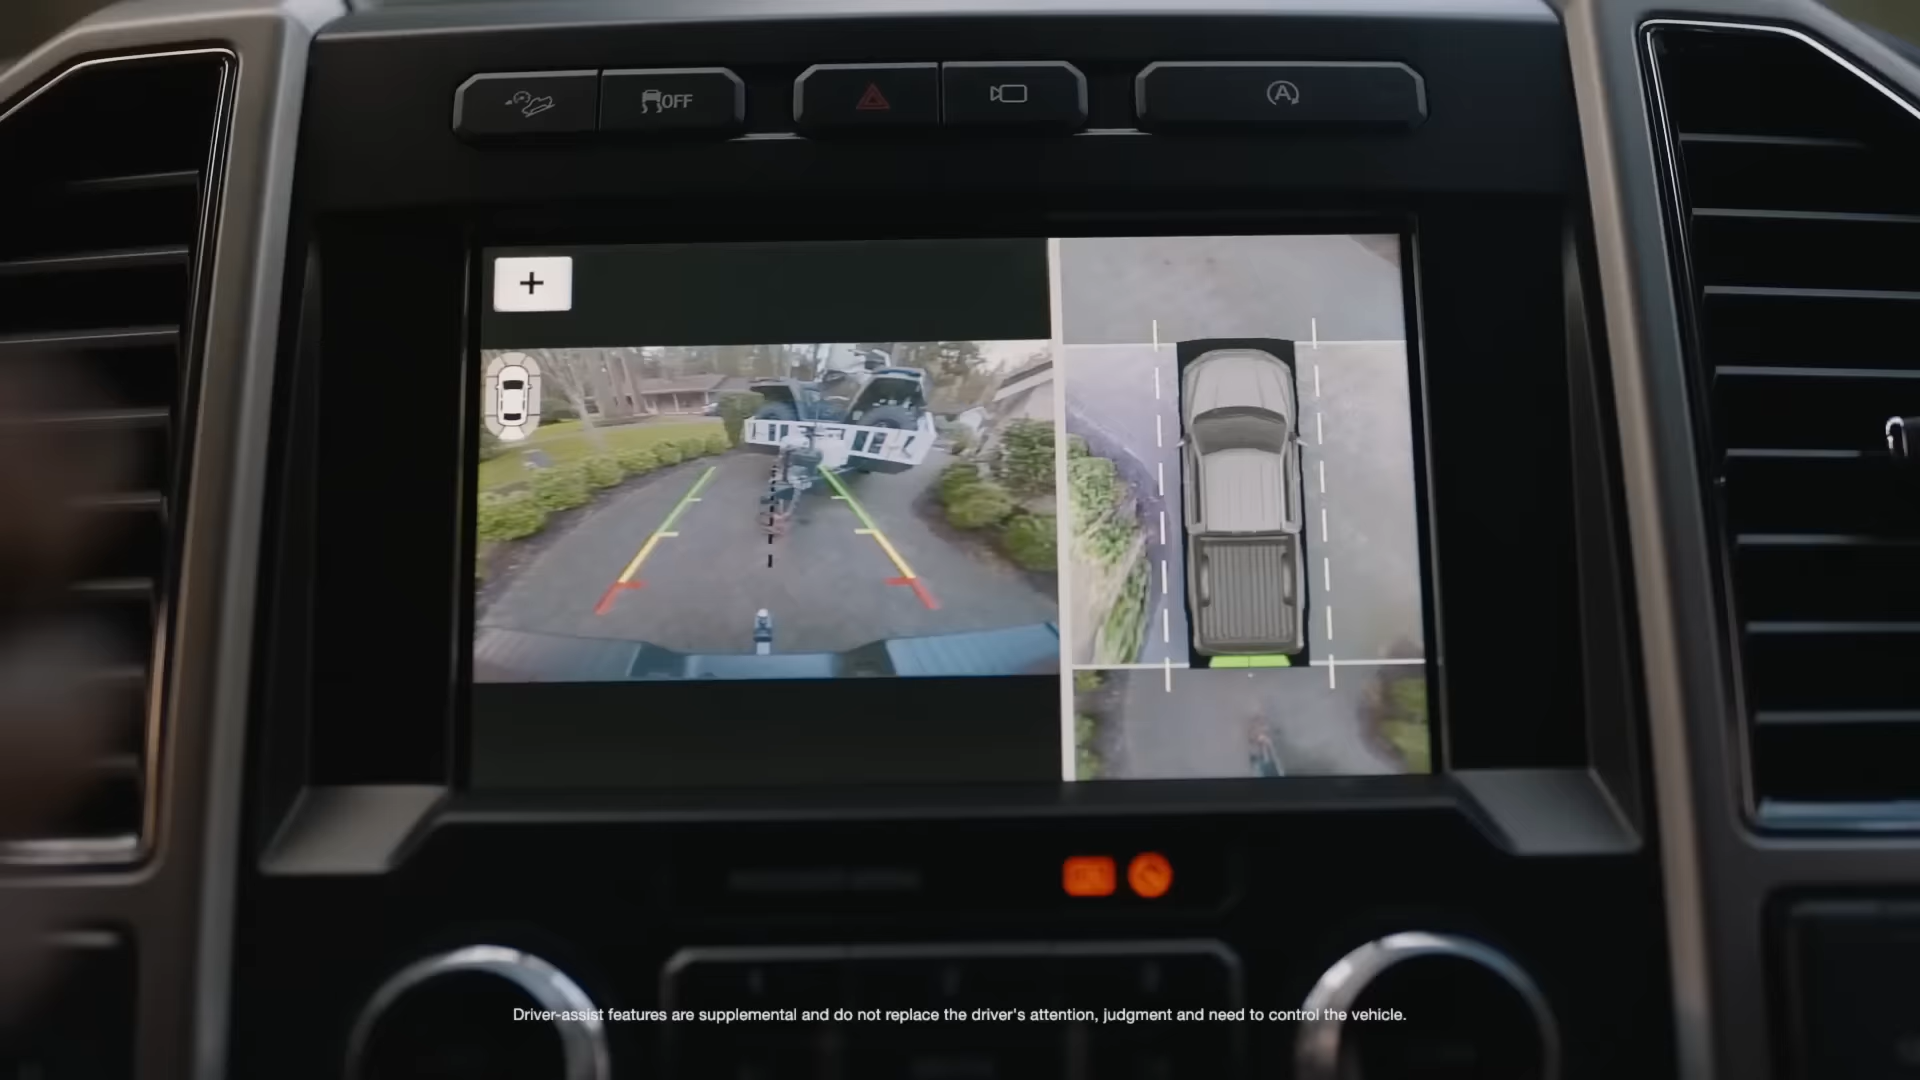 OFF
A
+
Driver-assist features are supplemental and do not replace the driver's attention, judgment and need to control the vehicle.